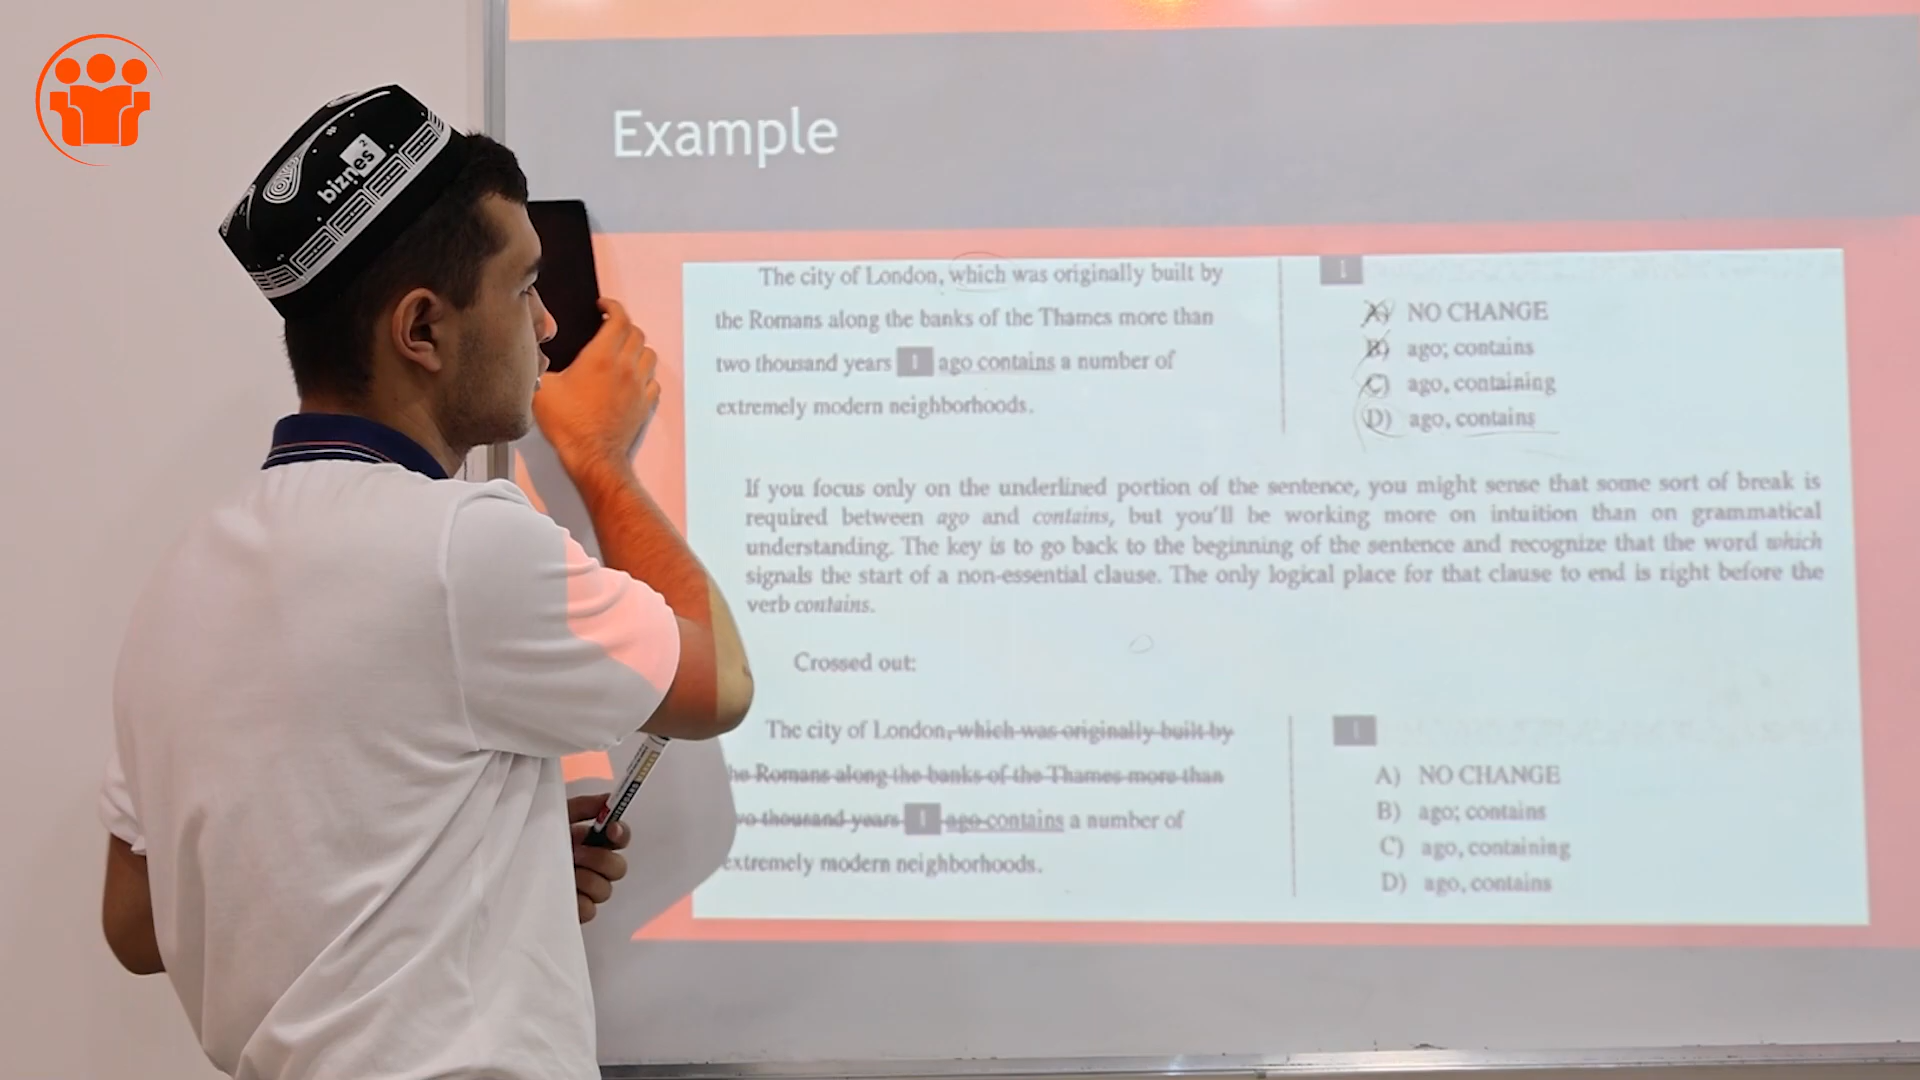 biznes²
Example
The city of London, which was originally built by
the Romans along the banks of the Thames more than
two thousand years 1 ago contains a number of
extremely modern neighborhoods.
1
A) NO CHANGE
B) ago; contains
C) ago, containing
D) ago, contains
If you focus only on the underlined portion of the sentence, you might sense that some sort of break is
required between ago and contains, but you'll be working more on intuition than on grammatical
understanding. The key is to go back to the beginning of the sentence and recognize that the word which
signals the start of a non-essential clause. The only logical place for that clause to end is right before the
verb contains.
Crossed out:
The city of London, which was originally built by
he Romans along the banks of the Thames more than
wo thousand years 1 ago contains a number of
extremely modern neighborhoods.
1
A) NO CHANGE
B) ago; contains
C) ago, containing
D) ago, contains